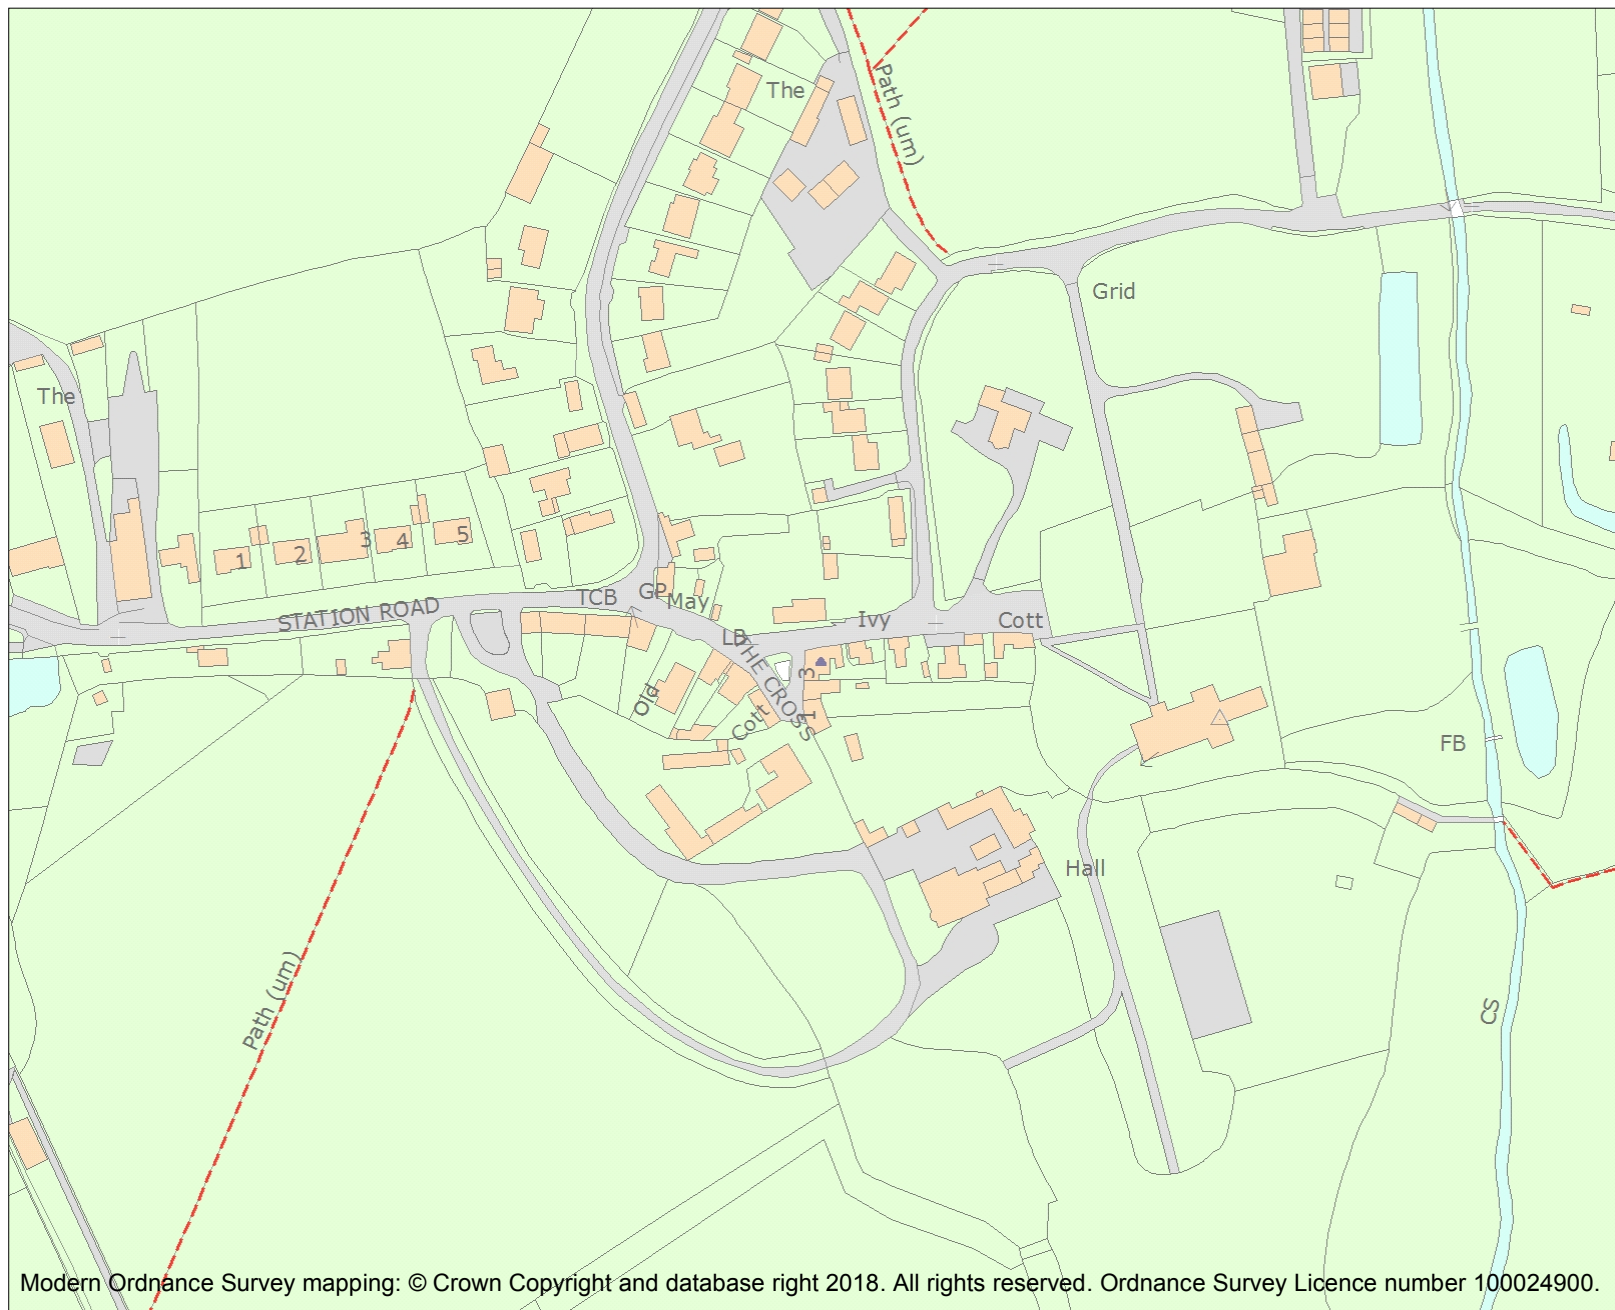 The
Path (um)
Grid
The
1
2
3
4
5
STATION ROAD
TCB
GP
May
LB
Ivy
Cott
THE CROSS
3
1
Old
Cott
FB
Hall
Path (um)
CS
Modern Ordnance Survey mapping: © Crown Copyright and database right 2018. All rights reserved. Ordnance Survey Licence number 100024900.